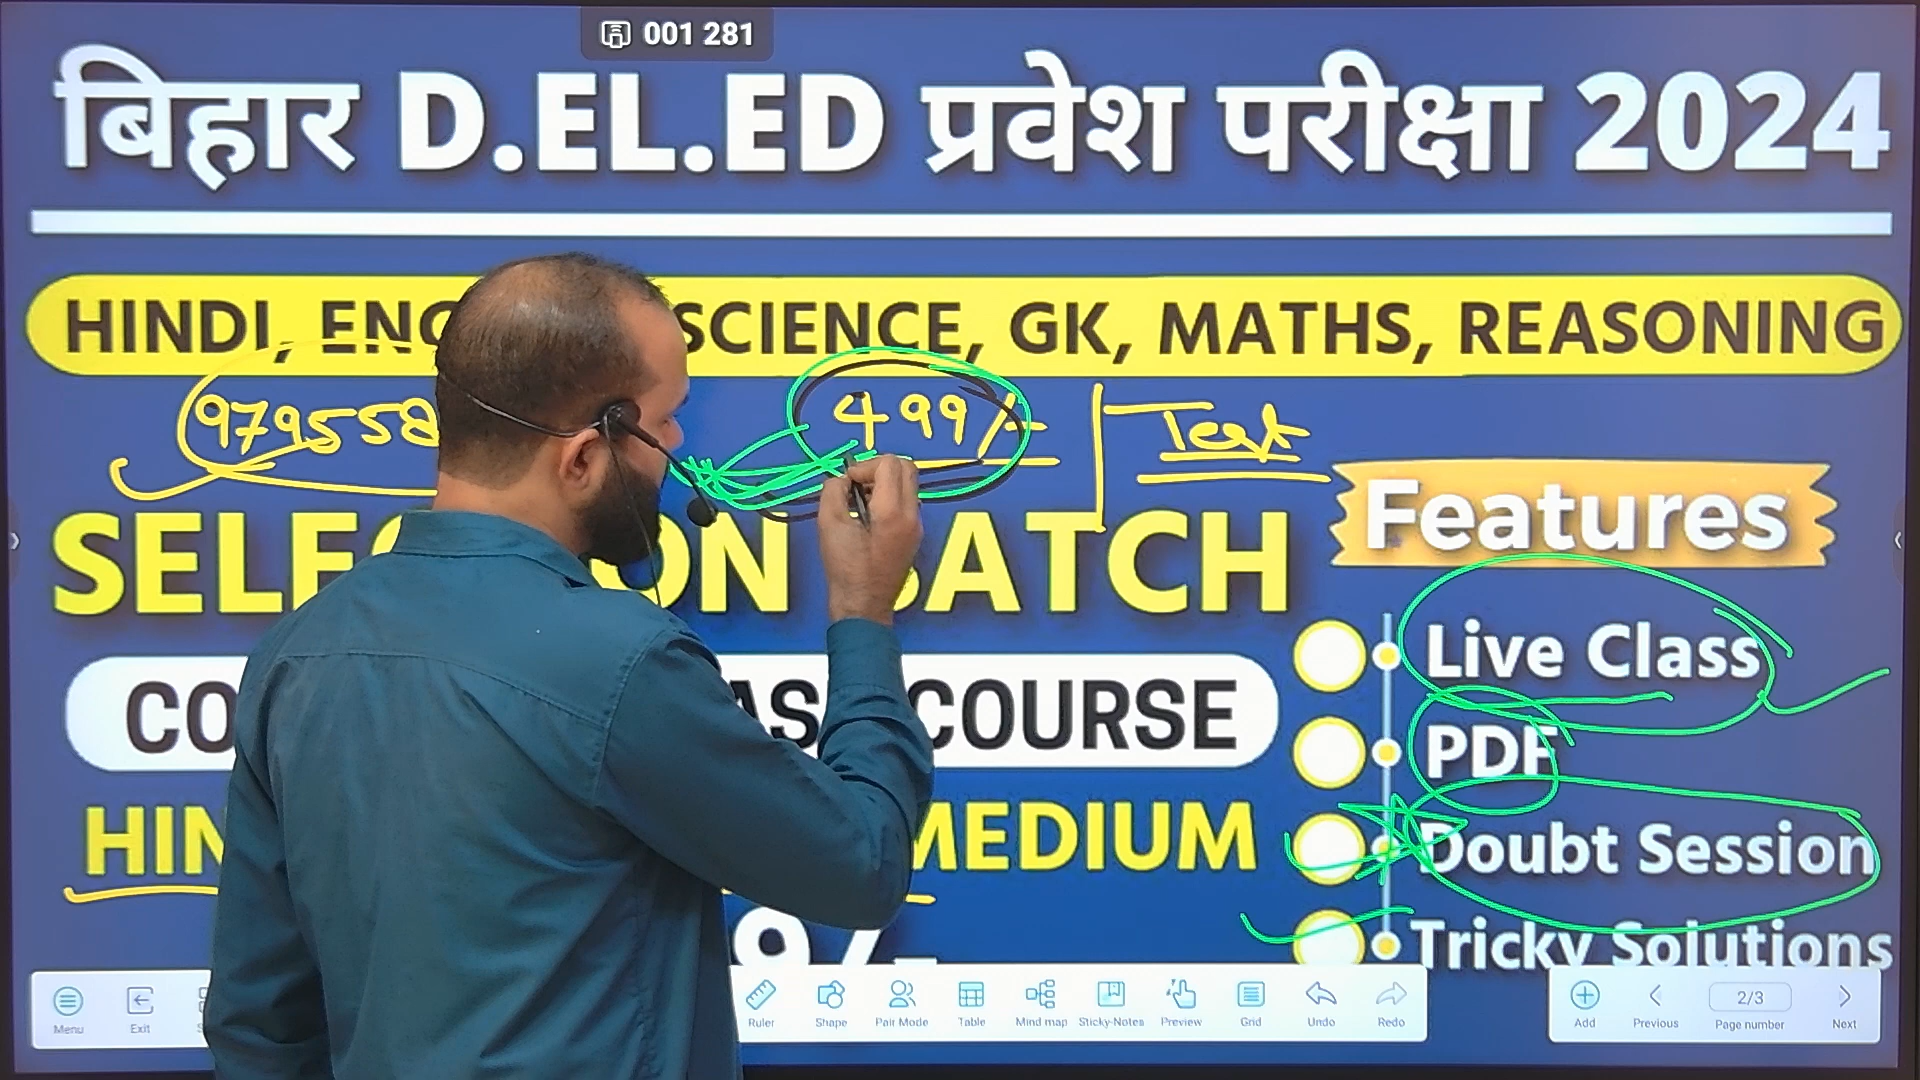 001 281
बिहार D.EL.ED प्रवेश परीक्षा 2024
HINDI, ENG SCIENCE, GK, MATHS, REASONING
979558 499/- Test
SELE ON BATCH
Features
Live Class
CO COURSE
PDF
HIN MEDIUM
Doubt Session
9/-
Tricky Solutions
Menu Exit Ruler Shape Pair Mode Table Mind map Sticky-Notes Preview Grid Undo Redo Add Previous 2/3 Page number Next